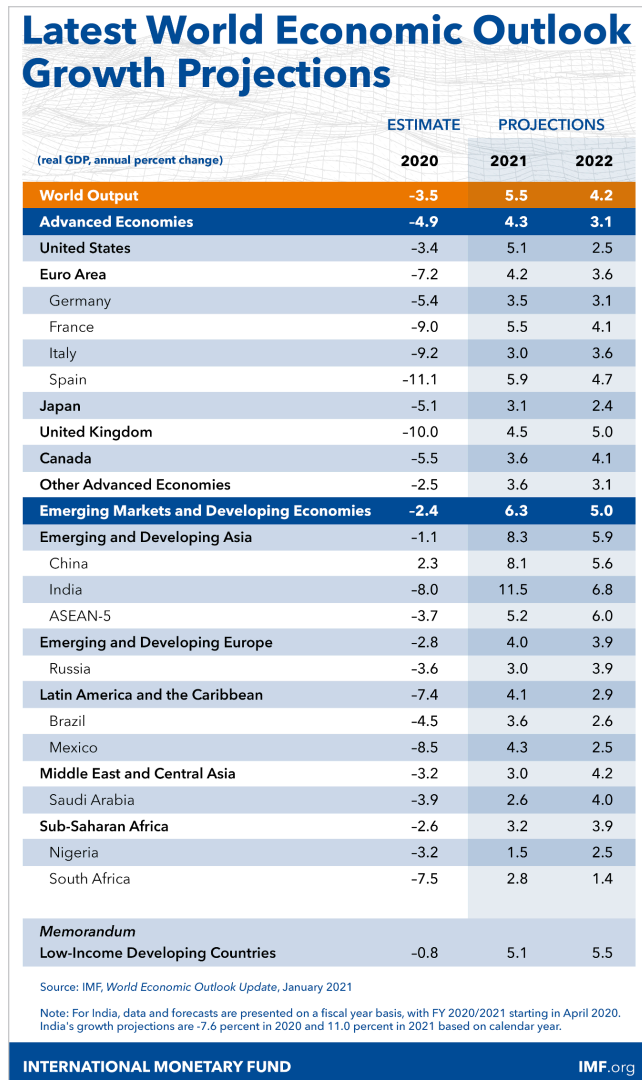 Latest World Economic Outlook
Growth Projections
ESTIMATE PROJECTIONS
(real GDP, annual percent change) 2020 2021 2022
World Output –3.5 5.5 4.2
Advanced Economies –4.9 4.3 3.1
United States –3.4 5.1 2.5
Euro Area –7.2 4.2 3.6
Germany –5.4 3.5 3.1
France –9.0 5.5 4.1
Italy –9.2 3.0 3.6
Spain –11.1 5.9 4.7
Japan –5.1 3.1 2.4
United Kingdom –10.0 4.5 5.0
Canada –5.5 3.6 4.1
Other Advanced Economies –2.5 3.6 3.1
Emerging Markets and Developing Economies –2.4 6.3 5.0
Emerging and Developing Asia –1.1 8.3 5.9
China 2.3 8.1 5.6
India –8.0 11.5 6.8
ASEAN-5 –3.7 5.2 6.0
Emerging and Developing Europe –2.8 4.0 3.9
Russia –3.6 3.0 3.9
Latin America and the Caribbean –7.4 4.1 2.9
Brazil –4.5 3.6 2.6
Mexico –8.5 4.3 2.5
Middle East and Central Asia –3.2 3.0 4.2
Saudi Arabia –3.9 2.6 4.0
Sub-Saharan Africa –2.6 3.2 3.9
Nigeria –3.2 1.5 2.5
South Africa –7.5 2.8 1.4
Memorandum
Low-Income Developing Countries –0.8 5.1 5.5
Source: IMF, World Economic Outlook Update, January 2021
Note: For India, data and forecasts are presented on a fiscal year basis, with FY 2020/2021 starting in April 2020.
India's growth projections are -7.6 percent in 2020 and 11.0 percent in 2021 based on calendar year.
INTERNATIONAL MONETARY FUND IMF.org